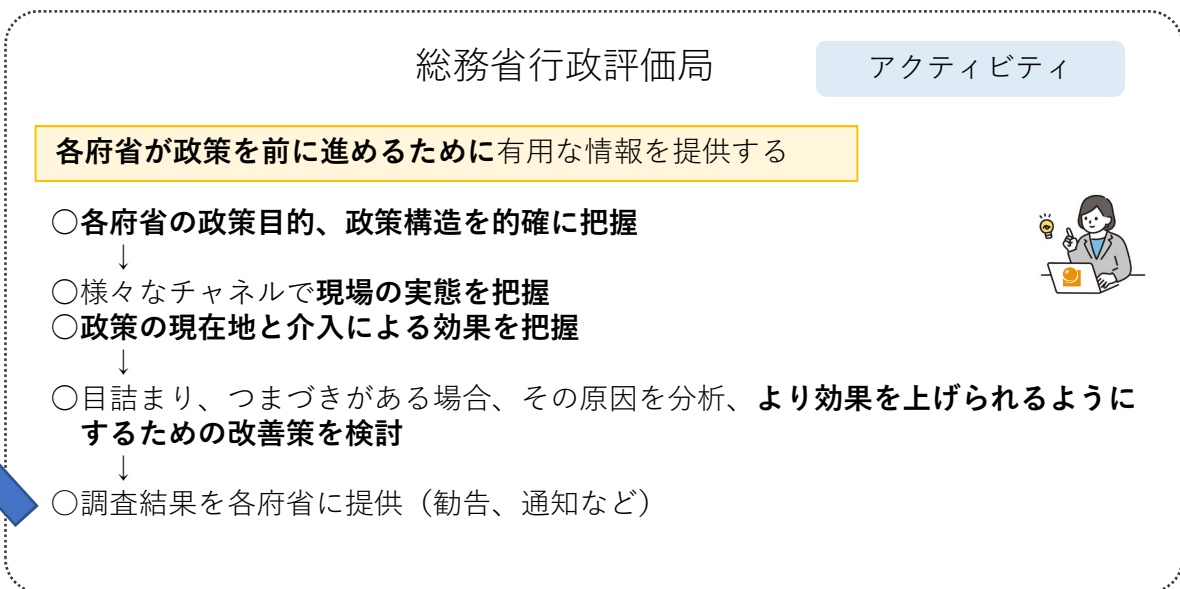 総務省行政評価局
アクティビティ
各府省が政策を前に進めるために有用な情報を提供する
○各府省の政策目的、政策構造を的確に把握
↓
○様々なチャネルで現場の実態を把握
○政策の現在地と介入による効果を把握
↓
○目詰まり、つまづきがある場合、その原因を分析、より効果を上げられるように
するための改善策を検討
↓
○調査結果を各府省に提供（勧告、通知など）